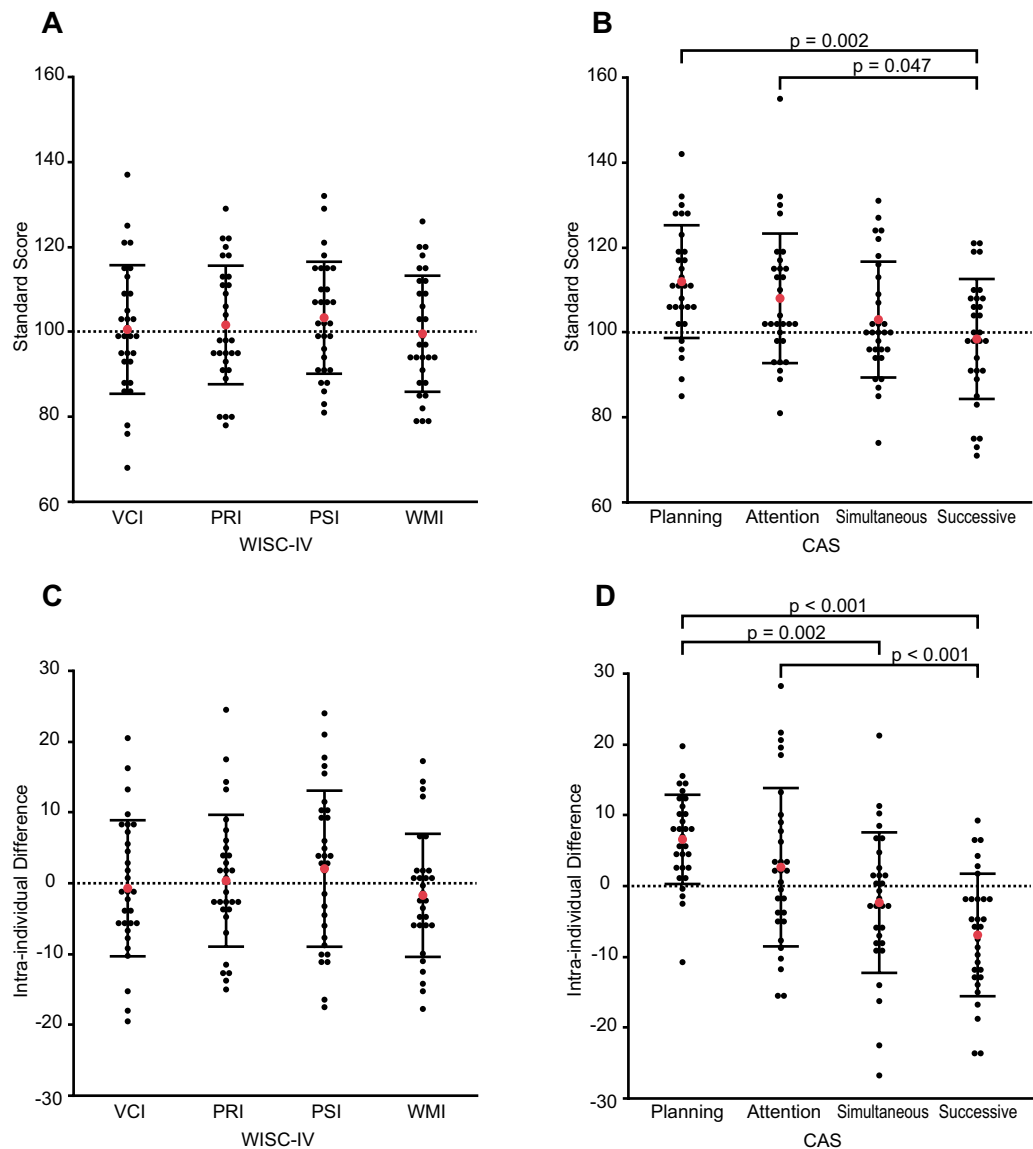 A
160
140
120
100
80
60
Standard Score
VCI PRI PSI WMI
WISC-IV
B
p = 0.002
p = 0.047
160
140
120
100
80
60
Standard Score
Planning Attention Simultaneous Successive
CAS
C
30
20
10
0
-10
-20
-30
Intra-individual Difference
VCI PRI PSI WMI
WISC-IV
D
p < 0.001
p = 0.002
p < 0.001
30
20
10
0
-10
-20
-30
Intra-individual Difference
Planning Attention Simultaneous Successive
CAS